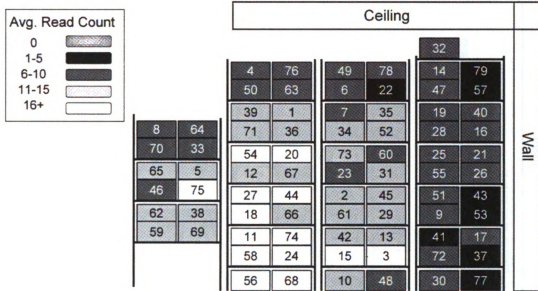 Avg. Read Count
0
1-5
6-10
11-15
16+
Ceiling
Wall
32
4 76 49 78 14 79
50 63 6 22 47 57
39 1 7 35 19 40
71 36 34 52 28 16
8 64
70 33
54 20 73 60 25 21
12 67 23 31 55 26
65 5
46 75
27 44 2 45 51 43
18 66 61 29 9 53
62 38
59 69
11 74 42 13 41 17
58 24 15 3 72 37
56 68 10 48 30 77